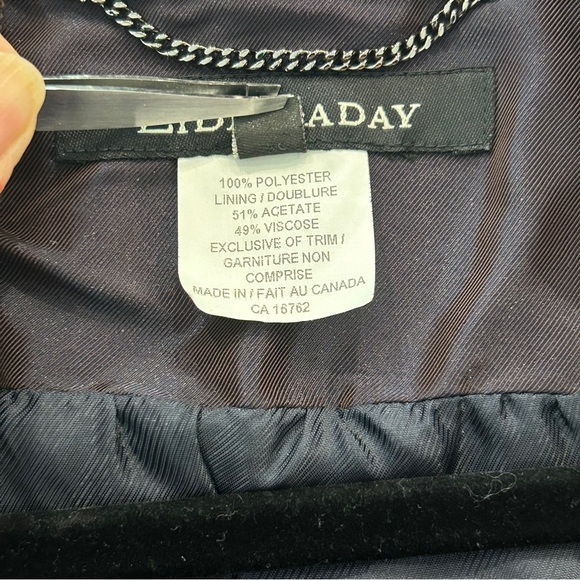 ADAY
100% POLYESTER
LINING / DOUBLURE
51% ACETATE
49% VISCOSE
EXCLUSIVE OF TRIM /
GARNITURE NON
COMPRISE
MADE IN / FAIT AU CANADA
CA 16762